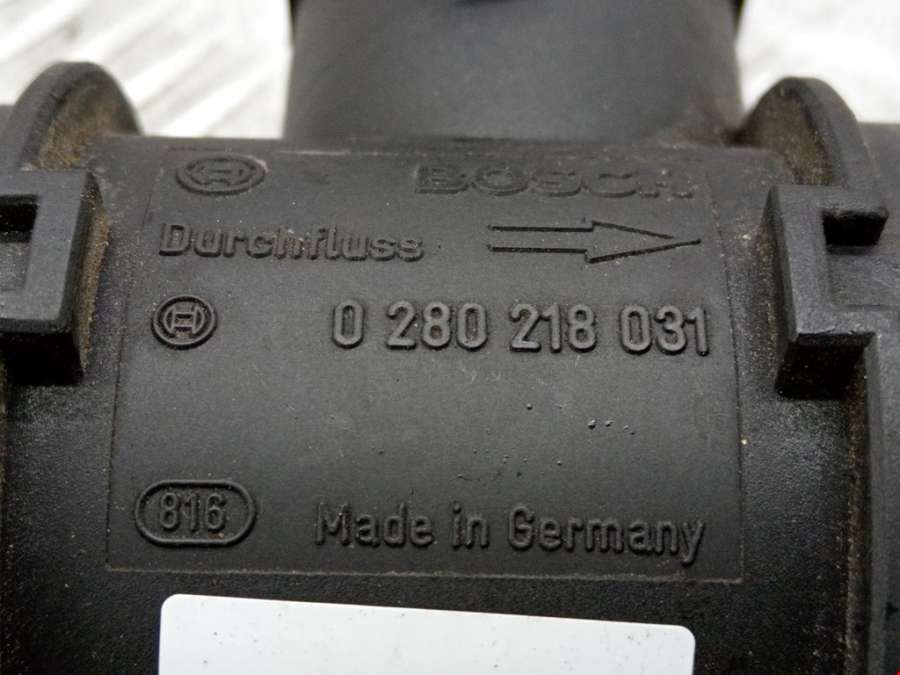 BOSCH
Durchfluss
0 280 218 031
816
Made in Germany